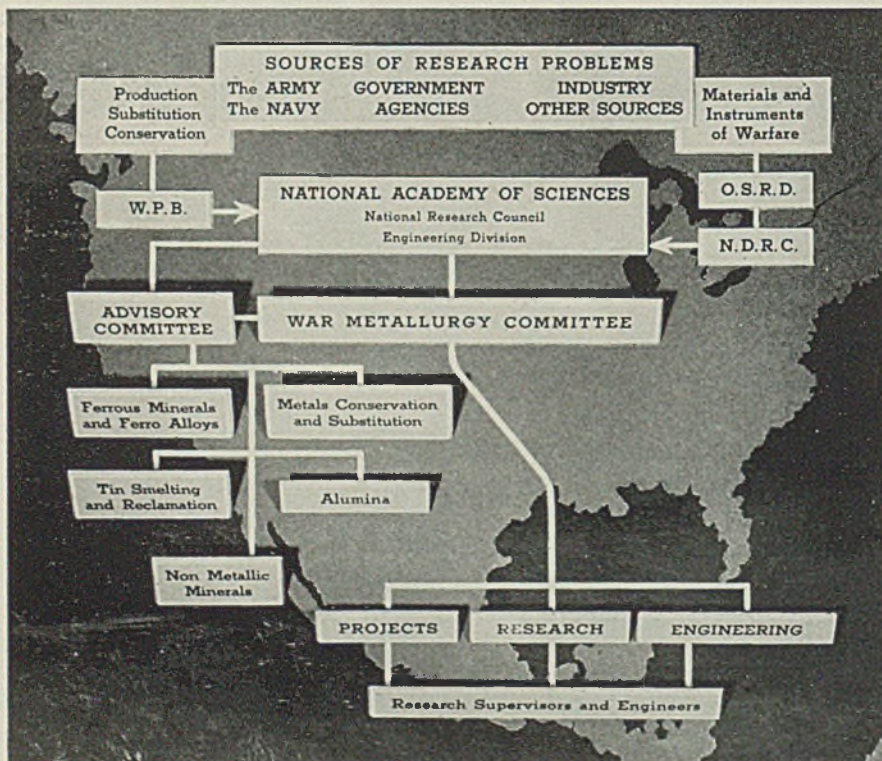 SOURCES OF RESEARCH PROBLEMS
The ARMY GOVERNMENT INDUSTRY
The NAVY AGENCIES OTHER SOURCES
Production
Substitution
Conservation
Materials and
Instruments
of Warfare
W.P.B.
NATIONAL ACADEMY OF SCIENCES
National Research Council
Engineering Division
O.S.R.D.
N.D.R.C.
ADVISORY
COMMITTEE
WAR METALLURGY COMMITTEE
Ferrous Minerals
and Ferro Alloys
Metals Conservation
and Substitution
Tin Smelting
and Reclamation
Alumina
Non Metallic
Minerals
PROJECTS
RESEARCH
ENGINEERING
Research Supervisors and Engineers